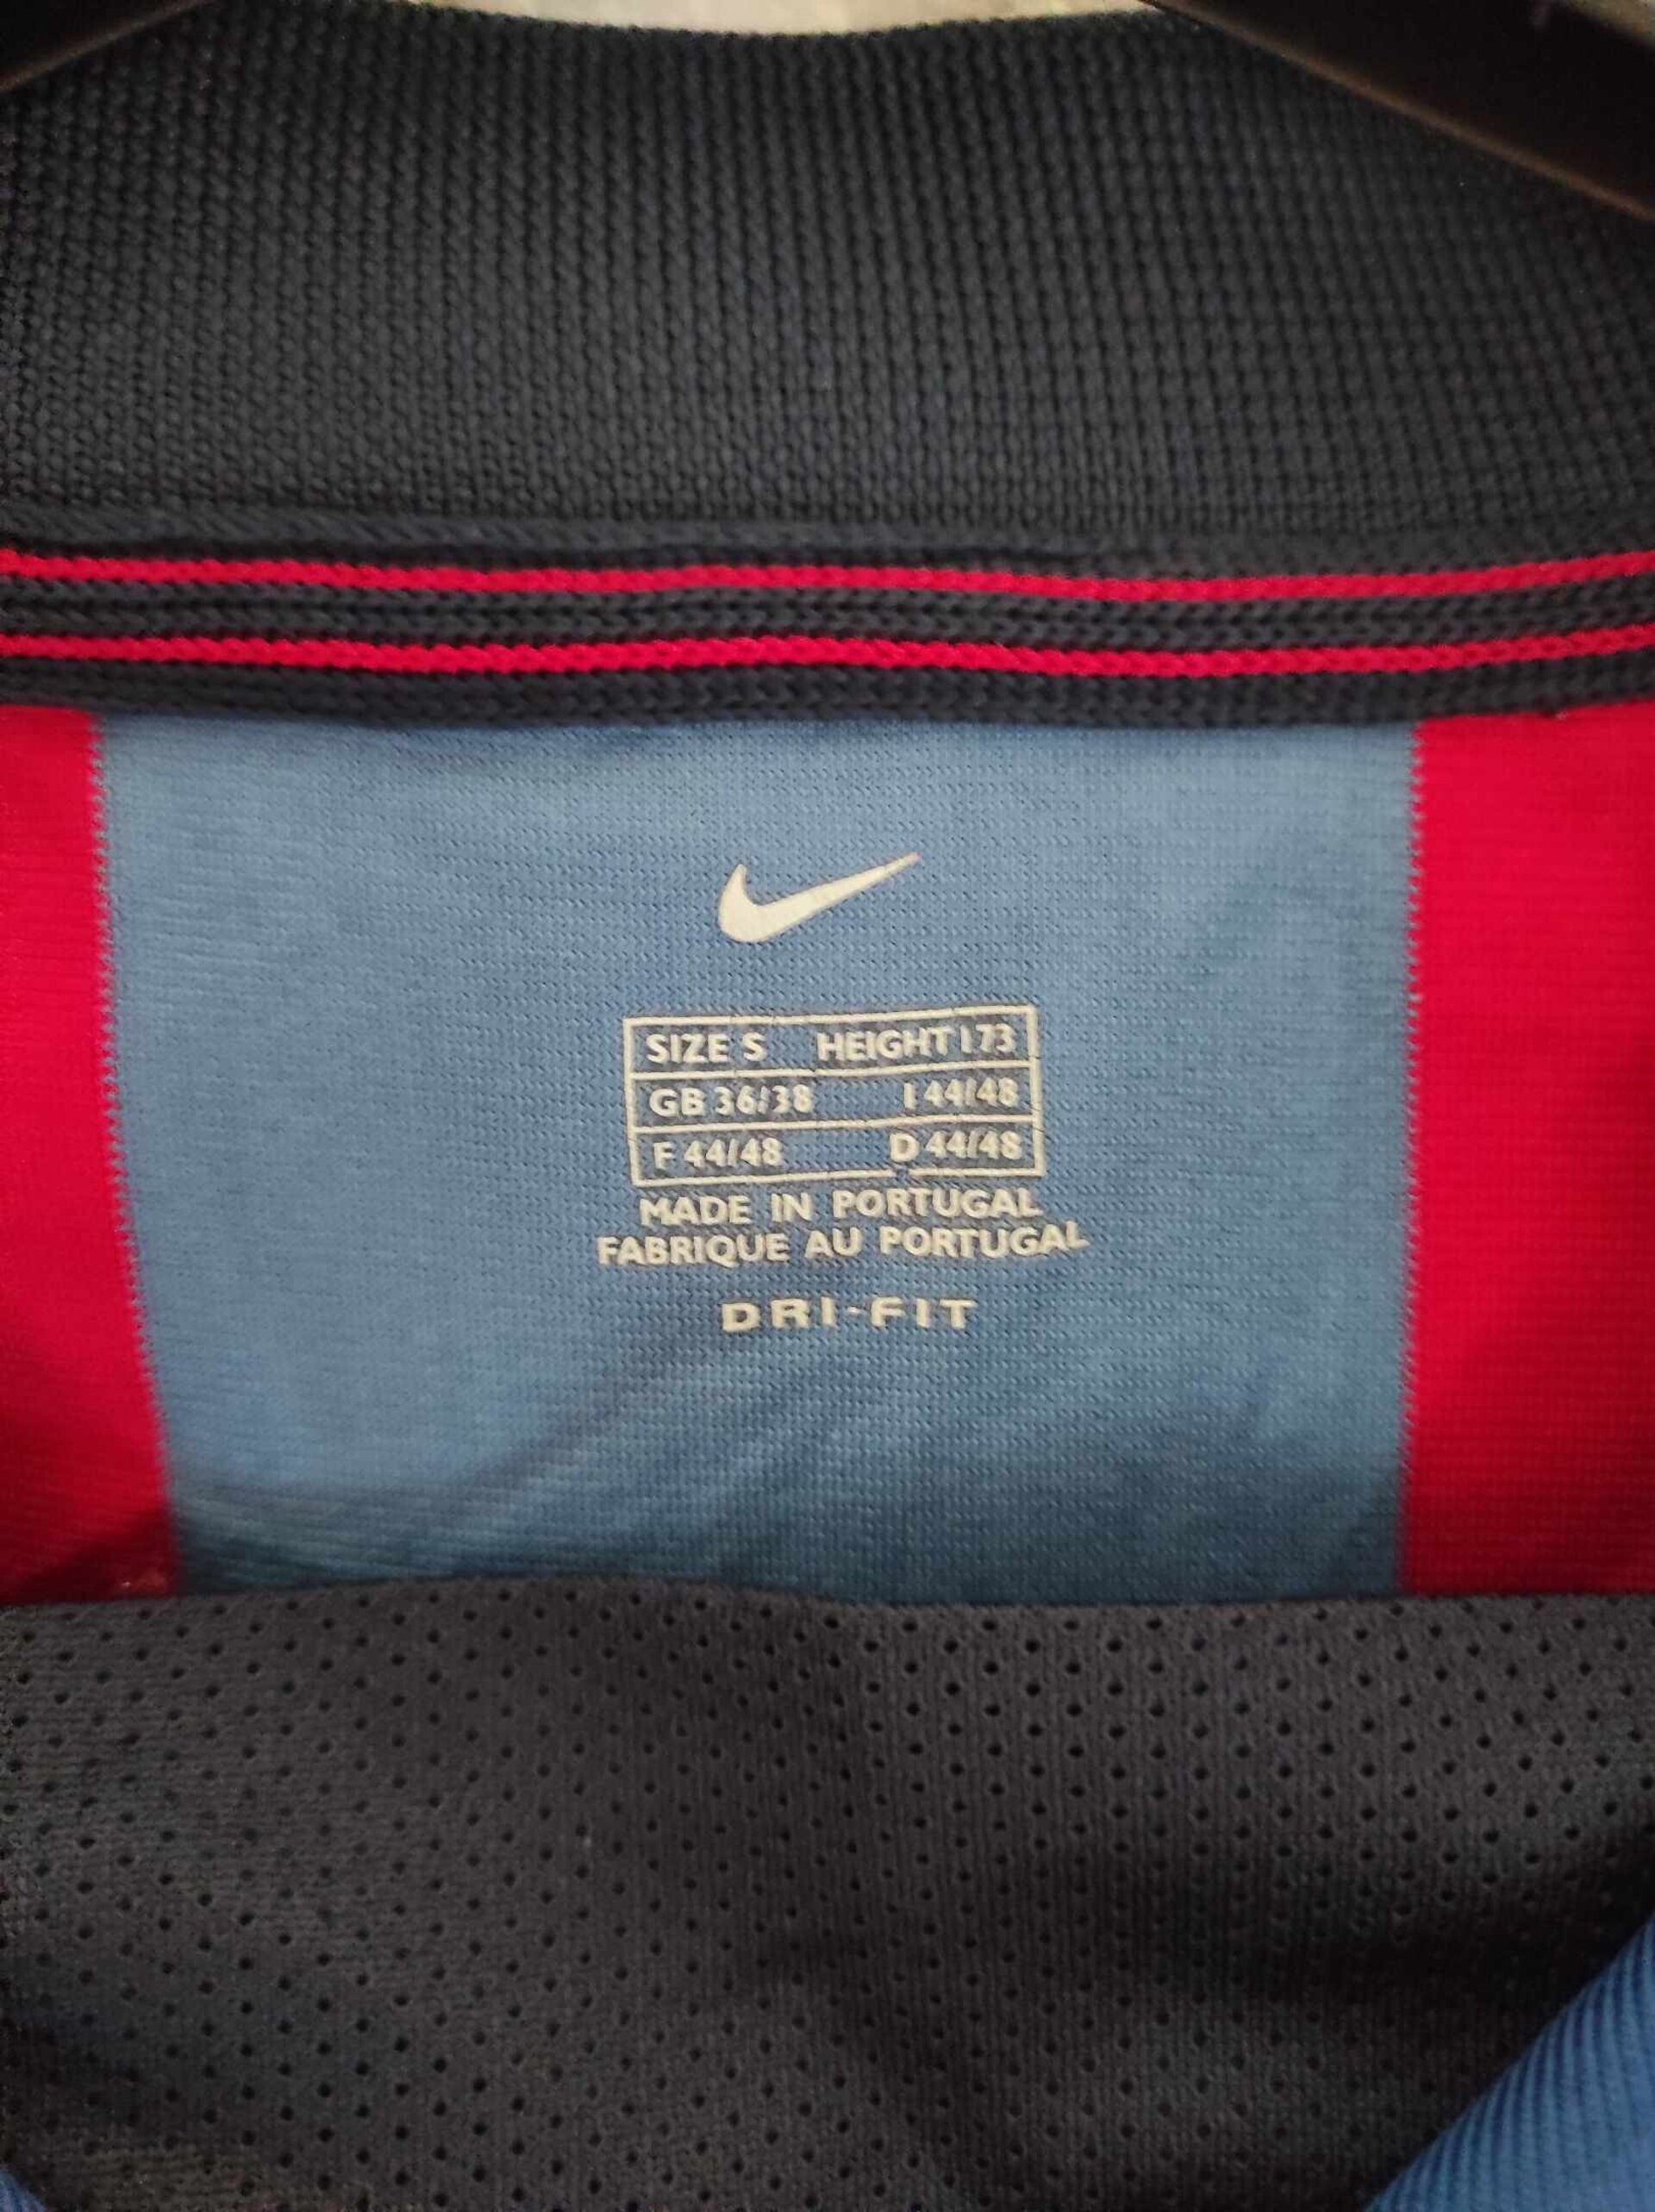 SIZE S HEIGHT 173
GB 36/38 I 44/48
F 44/48 D 44/48
MADE IN PORTUGAL
FABRIQUE AU PORTUGAL
DRI-FIT